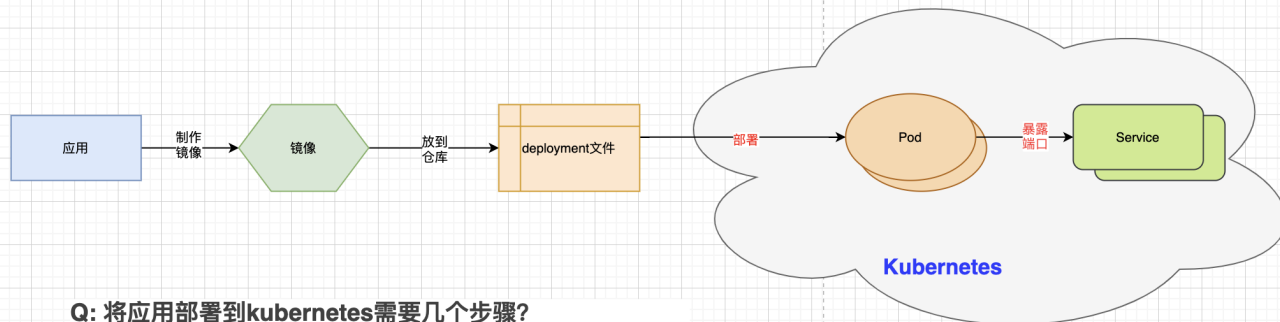 应用
制作
镜像
镜像
放到
仓库
deployment文件
部署
Pod
暴露
端口
Service
Kubernetes
Q: 将应用部署到kubernetes需要几个步骤?